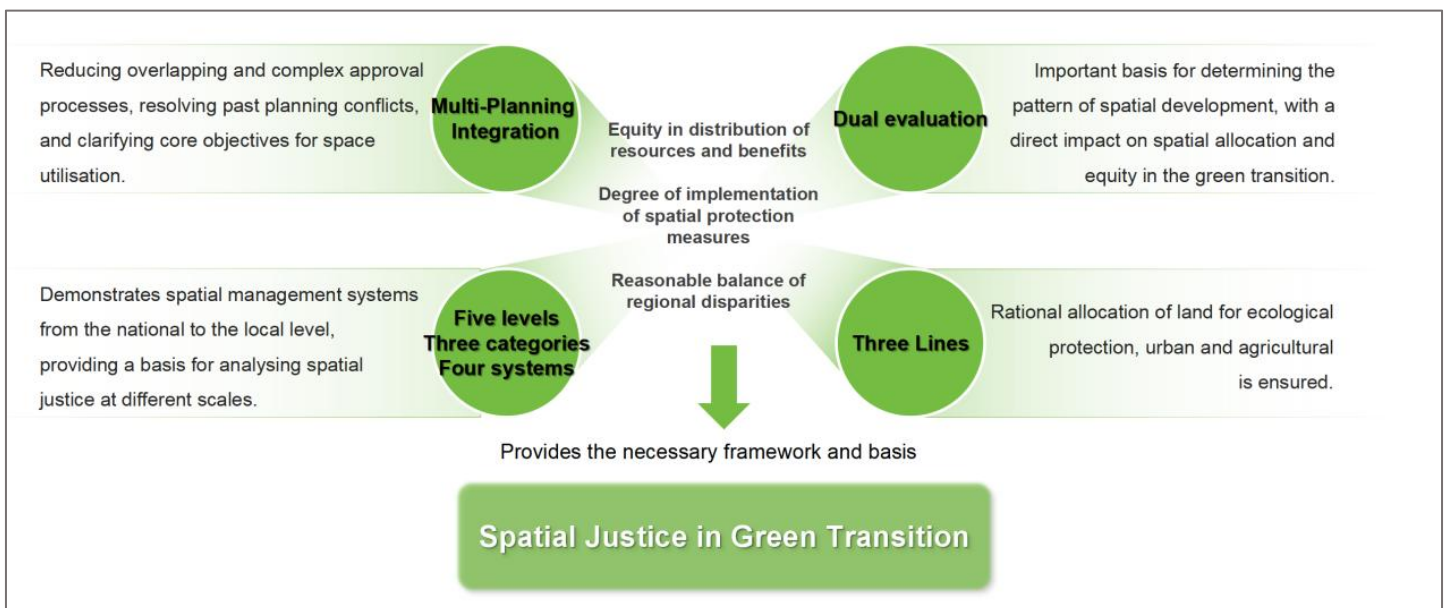 Reducing overlapping and complex approval
processes, resolving past planning conflicts,
and clarifying core objectives for space
utilisation.
Multi-Planning
Integration
Equity in distribution of
resources and benefits
Degree of implementation
of spatial protection
measures
Reasonable balance of
regional disparities
Dual evaluation
Important basis for determining the
pattern of spatial development, with a
direct impact on spatial allocation and
equity in the green transition.
Demonstrates spatial management systems
from the national to the local level,
providing a basis for analysing spatial
justice at different scales.
Five levels
Three categories
Four systems
Three Lines
Rational allocation of land for ecological
protection, urban and agricultural
is ensured.
Provides the necessary framework and basis
Spatial Justice in Green Transition